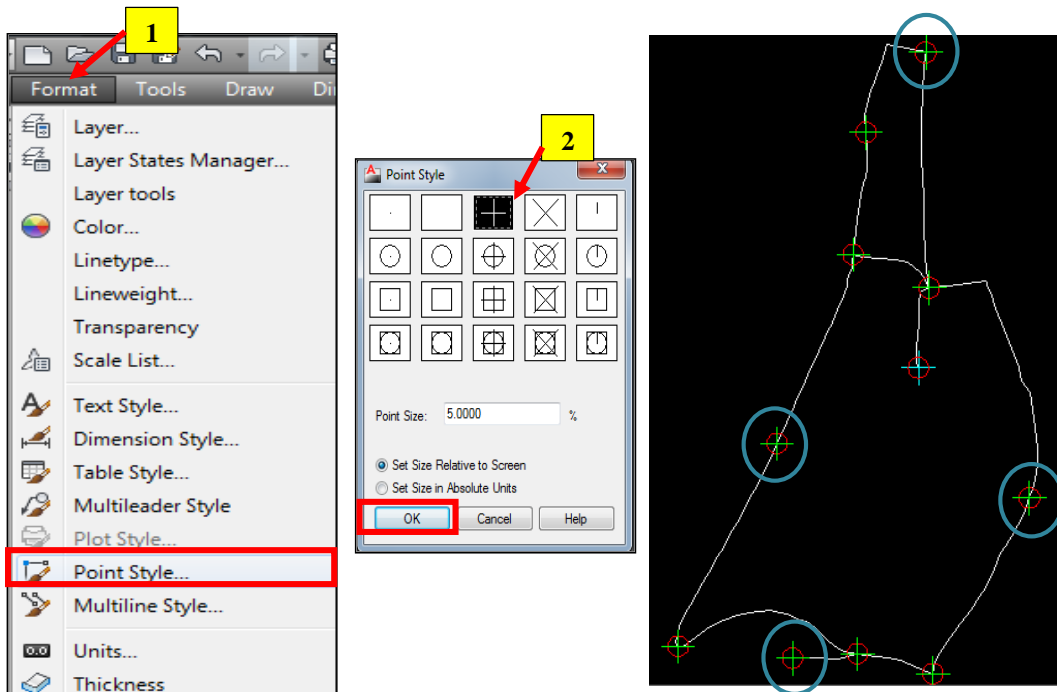 1
Format Tools Draw
Layer...
Layer States Manager...
Layer tools
Color...
Linetype...
Lineweight...
Transparency
Scale List...
Text Style...
Dimension Style...
Table Style...
Multileader Style
Plot Style...
Point Style...
Multiline Style...
0.0 Units...
Thickness
2
Point Style
Point Size: 5.0000 %
Set Size Relative to Screen
Set Size in Absolute Units
OK Cancel Help